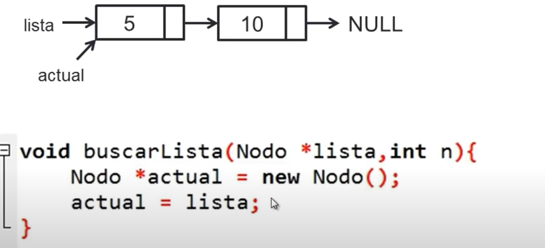 lista 5 10 NULL
actual
void buscarLista(Nodo *lista,int n){
Nodo *actual = new Nodo();
actual = lista;
}